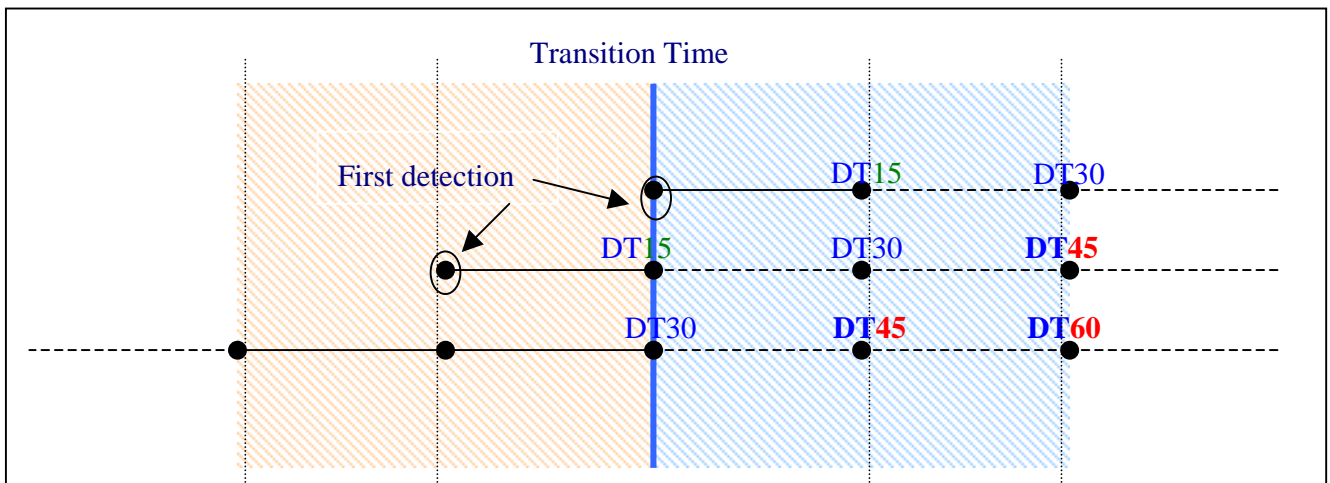 Transition Time
First detection
DT15 DT30
DT15 DT30 DT45
DT30 DT45 DT60